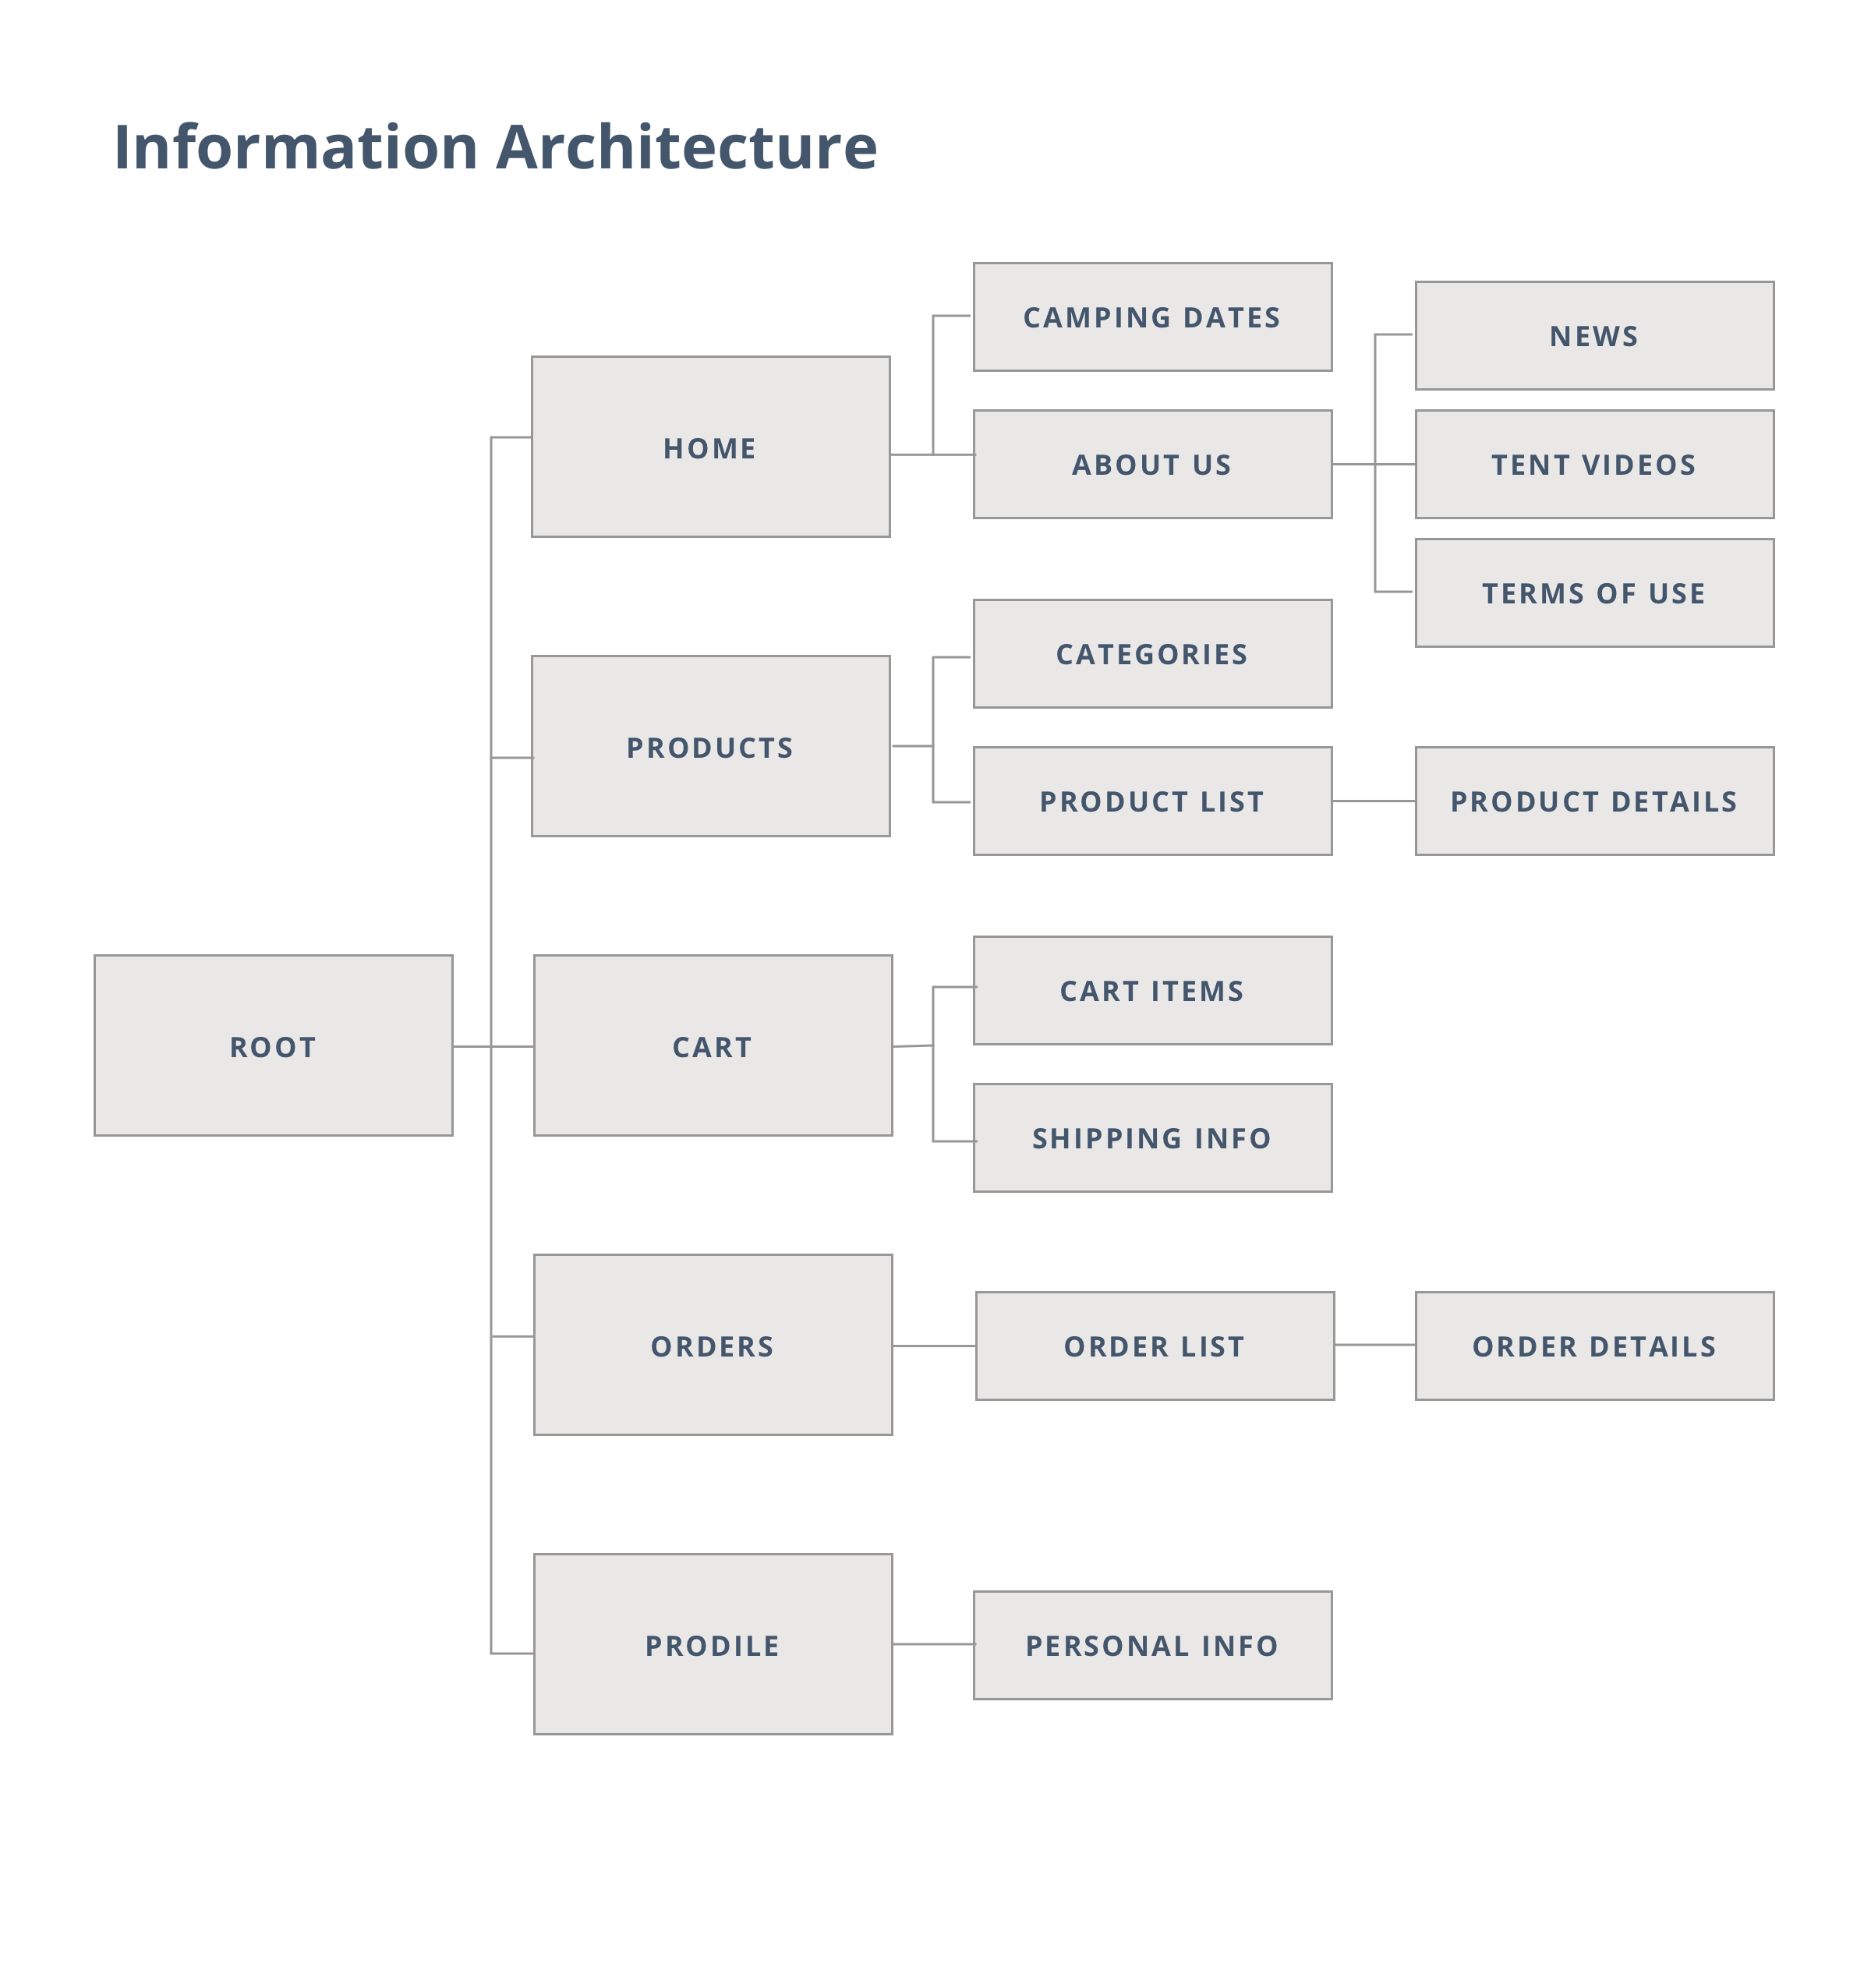 Information Architecture
CAMPING DATES
NEWS
HOME
ABOUT US
TENT VIDEOS
TERMS OF USE
CATEGORIES
PRODUCTS
PRODUCT LIST
PRODUCT DETAILS
CART ITEMS
ROOT
CART
SHIPPING INFO
ORDERS
ORDER LIST
ORDER DETAILS
PRODILE
PERSONAL INFO